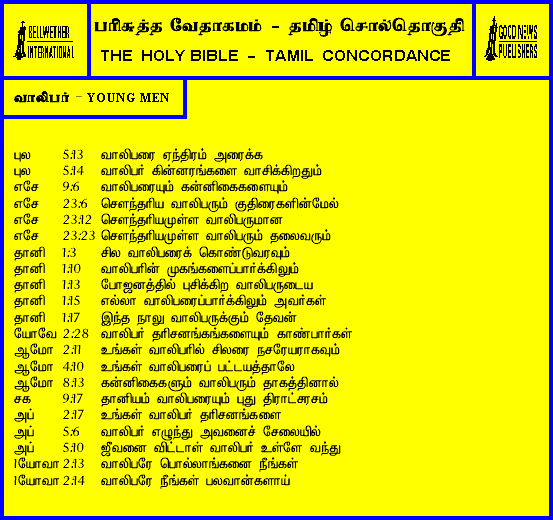 BELLWETHER
INTERNATIONAL
பரிசுத்த வேதாகமம் - தமிழ் சொல்தொகுதி
THE HOLY BIBLE - TAMIL CONCORDANCE
GOOD NEWS
PUBLISHERS
வாலிபர் - YOUNG MEN
புல 5:13 வாலிபரை ஏந்திரம் அரைக்க
புல 5:14 வாலிபர் கின்னரங்களை வாசிக்கிறதும்
எசே 9:6 வாலிபரையும் கன்னிகைகளையும்
எசே 23:6 சௌந்தரிய வாலிபரும் குதிரைகளின்மேல்
எசே 23:12 சௌந்தரியமுள்ள வாலிபருமான
எசே 23:23 சௌந்தரியமுள்ள வாலிபரும் தலைவரும்
தானி 1:3 சில வாலிபரைக் கொண்டுவரவும்
தானி 1:10 வாலிபரின் முகங்களைப்பார்க்கிலும்
தானி 1:13 போஜனத்தில் புசிக்கிற வாலிபருடைய
தானி 1:15 எல்லா வாலிபரைப்பார்க்கிலும் அவர்கள்
தானி 1:17 இந்த நாலு வாலிபருக்கும் தேவன்
யோவே 2:28 வாலிபர் தரிசனங்கங்களையும் காண்பார்கள்
ஆமோ 2:11 உங்கள் வாலிபரில் சிலரை நசரேயராகவும்
ஆமோ 4:10 உங்கள் வாலிபரைப் பட்டயத்தாலே
ஆமோ 8:13 கன்னிகைகளும் வாலிபரும் தாகத்தினால்
சக 9:17 தானியம் வாலிபரையும் புது திராட்சரசம்
அப் 2:17 உங்கள் வாலிபர் தரிசனங்களை
அப் 5:6 வாலிபர் எழுந்து அவனைச் சேலையில்
அப் 5:10 ஜீவனை விட்டாள் வாலிபர் உள்ளே வந்து
1யோவா 2:13 வாலிபரே பொல்லாங்கனை நீங்கள்
1யோவா 2:14 வாலிபரே நீங்கள் பலவான்களாய்